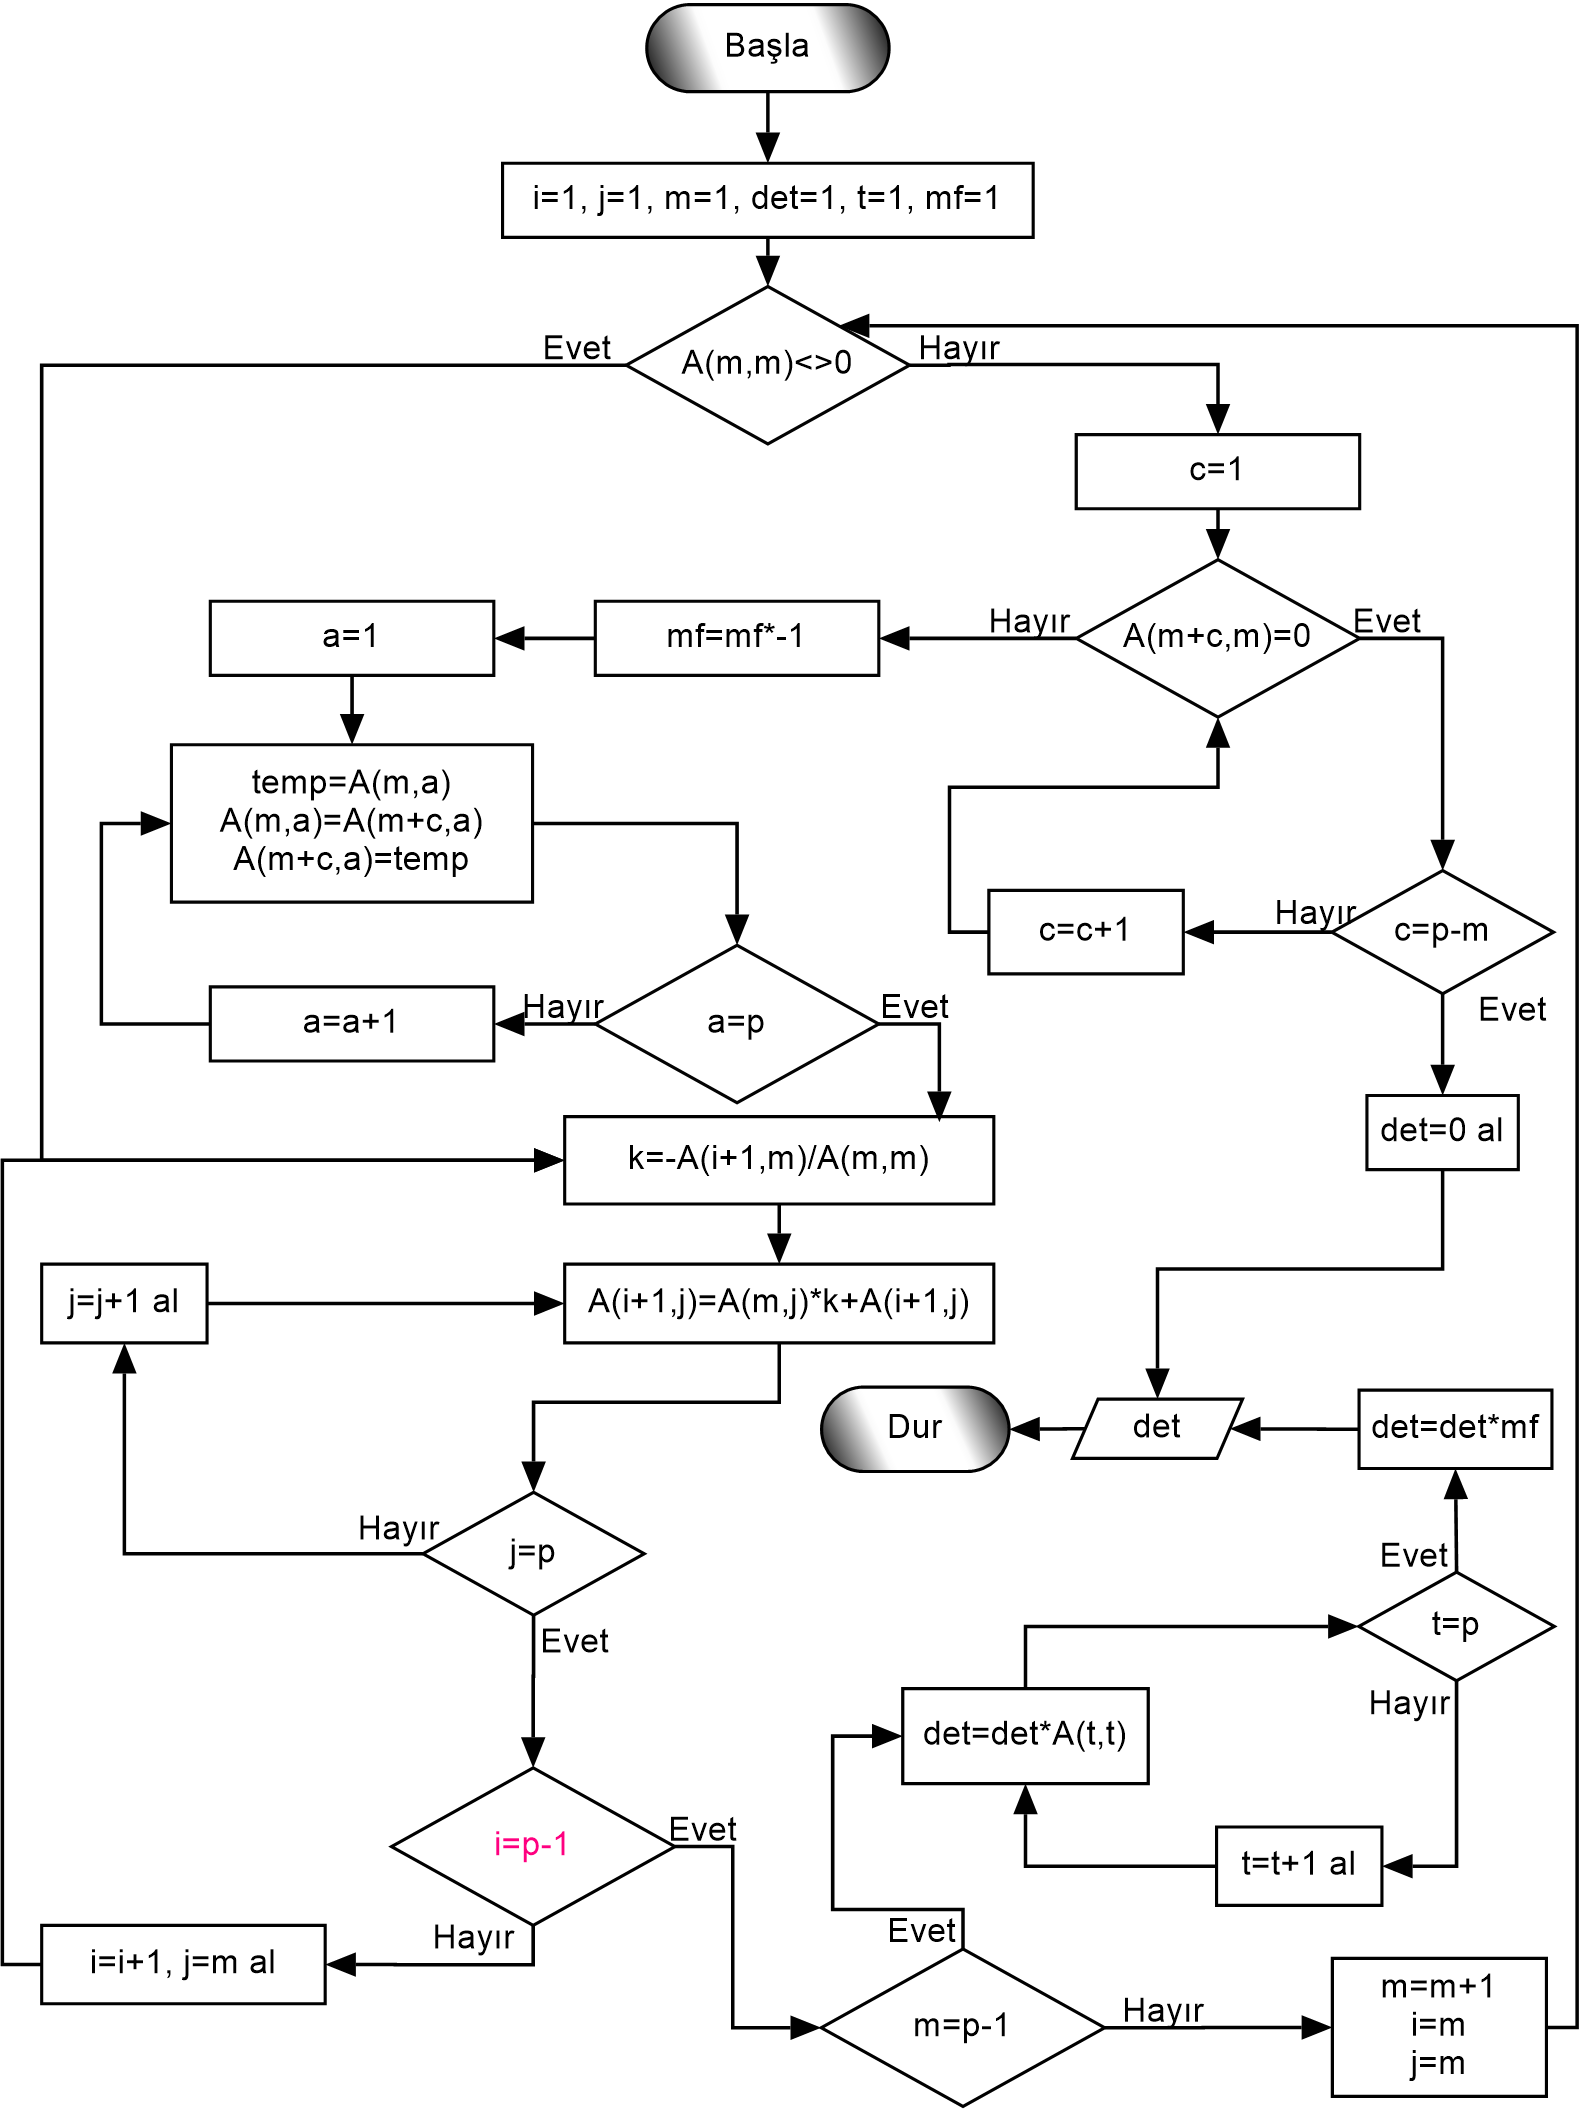 Başla
i=1, j=1, m=1, det=1, t=1, mf=1
Evet
A(m,m)<>0
Hayır
c=1
a=1
mf=mf*-1
Hayır
A(m+c,m)=0
Evet
temp=A(m,a)
A(m,a)=A(m+c,a)
A(m+c,a)=temp
c=c+1
Hayır
c=p-m
Evet
a=a+1
Hayır
a=p
Evet
k=-A(i+1,m)/A(m,m)
det=0 al
j=j+1 al
A(i+1,j)=A(m,j)*k+A(i+1,j)
Dur
det
det=det*mf
Hayır
j=p
Evet
Evet
t=p
Hayır
det=det*A(t,t)
t=t+1 al
i=p-1
Evet
Hayır
i=i+1, j=m al
Evet
m=p-1
Hayır
m=m+1
i=m
j=m